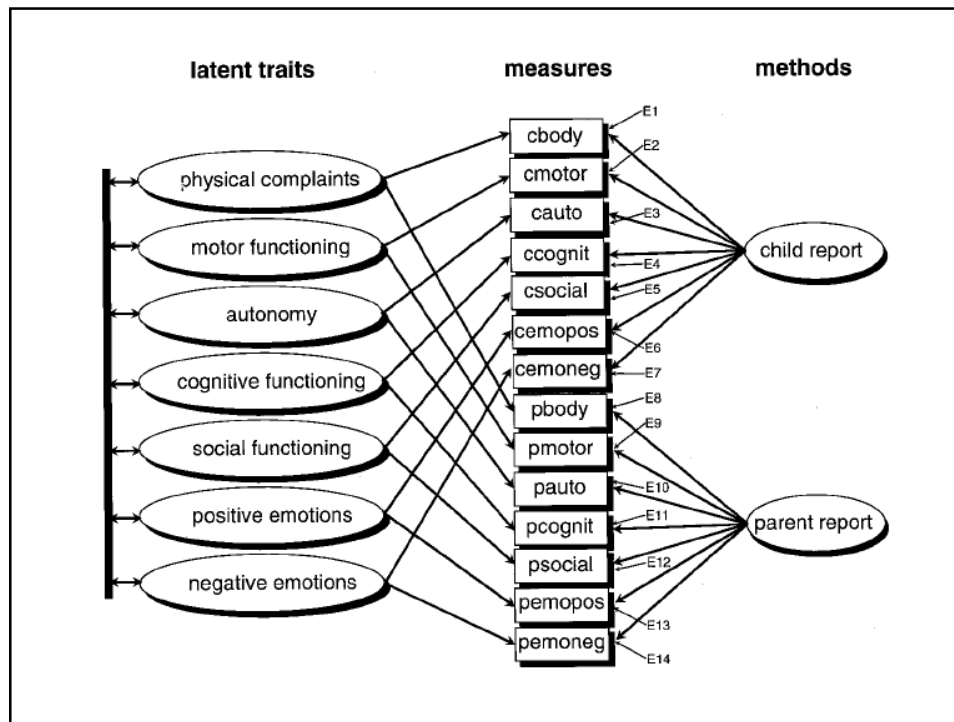 latent traits
measures
methods
physical complaints
motor functioning
autonomy
cognitive functioning
social functioning
positive emotions
negative emotions
cbody
cmotor
cauto
ccognit
csocial
cemopos
cemoneg
pbody
pmotor
pauto
pcognit
psocial
pemopos
pemoneg
E1
E2
E3
E4
E5
E6
E7
E8
E9
E10
E11
E12
E13
E14
child report
parent report